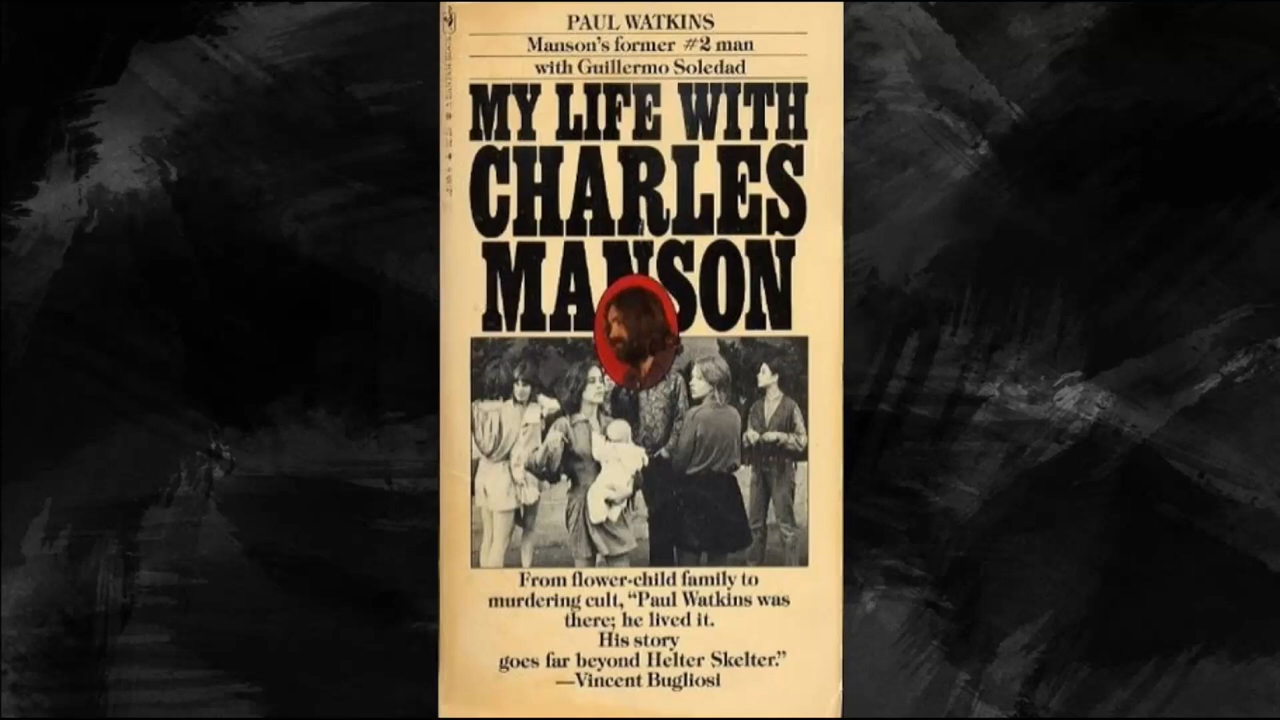 PAUL WATKINS
Manson's former #2 man
with Guillermo Soledad
MY LIFE WITH
CHARLES
MANSON
From flower-child family to
murdering cult, “Paul Watkins was
there; he lived it.
His story
goes far beyond Helter Skelter.”
—Vincent Bugliosi